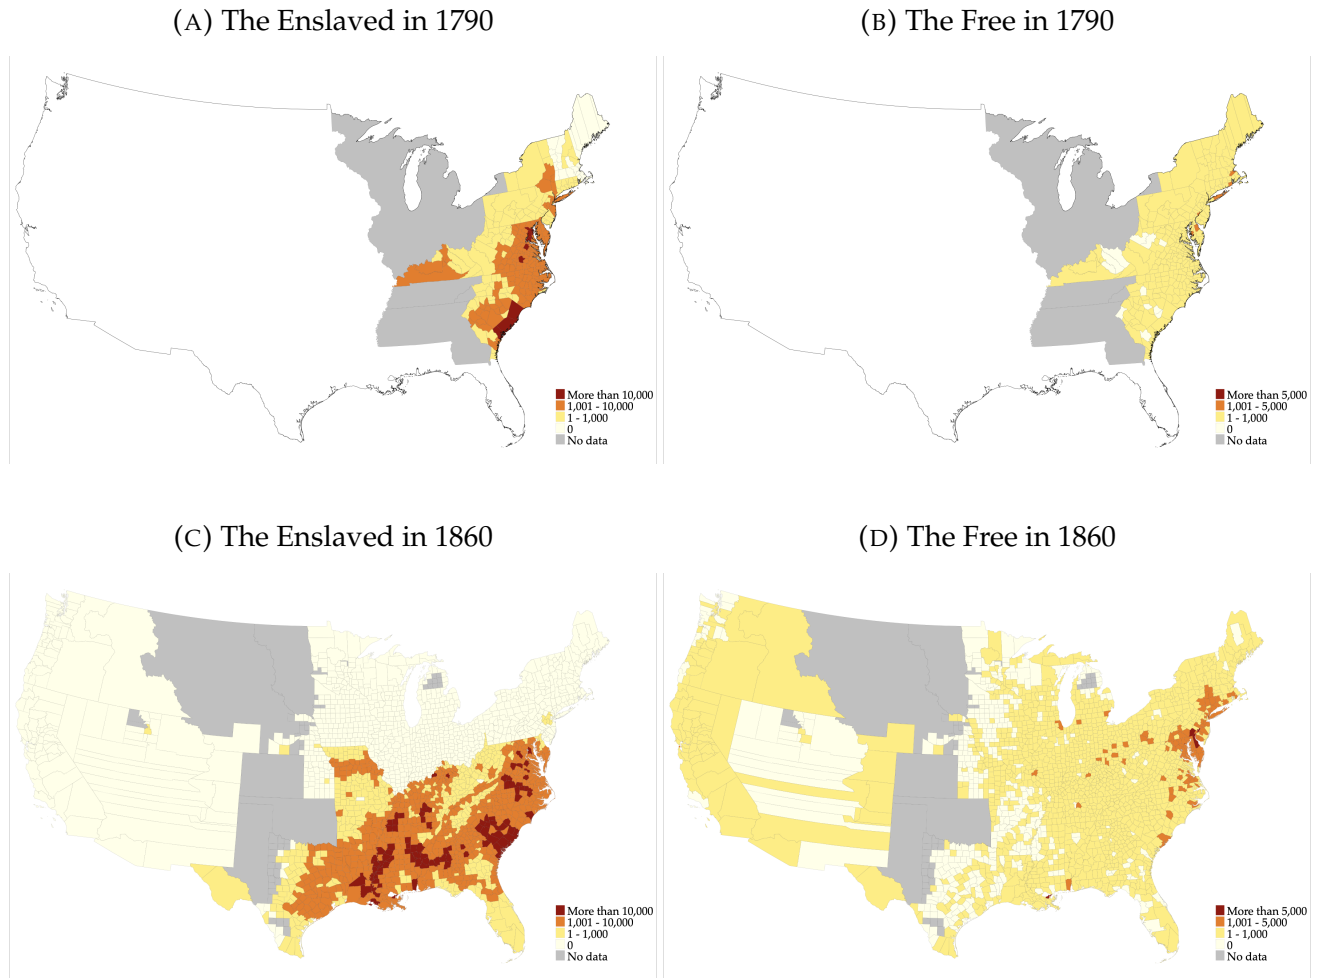 (A) The Enslaved in 1790
(B) The Free in 1790
More than 10,000
1,001 - 10,000
1 - 1,000
0
No data
More than 5,000
1,001 - 5,000
1 - 1,000
0
No data
(C) The Enslaved in 1860
(D) The Free in 1860
More than 10,000
1,001 - 10,000
1 - 1,000
0
No data
More than 5,000
1,001 - 5,000
1 - 1,000
0
No data